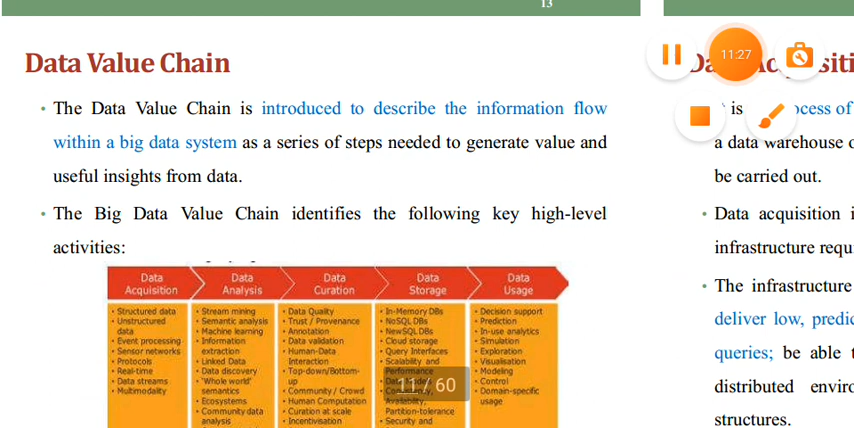 13
Data Value Chain
• The Data Value Chain is introduced to describe the information flow
within a big data system as a series of steps needed to generate value and
useful insights from data.
• The Big Data Value Chain identifies the following key high-level
activities:
Data Acquisition
• Structured data
• Unstructured
data
• Event processing
• Sensor networks
• Protocols
• Real-time
• Data streams
• Multimodality
Data Analysis
• Stream mining
• Semantic analysis
• Machine learning
• Information
extraction
• Linked Data
• Data discovery
• 'Whole world'
semantics
• Ecosystems
• Community data
analysis
Data Curation
• Data Quality
• Trust / Provenance
• Annotation
• Data validation
• Human-Data
Interaction
• Top-down/Bottom-
up
• Community / Crowd
• Human Computation
• Curation at scale
• Incentivisation
Data Storage
• In-Memory DBs
• NoSQL DBs
• NewSQL DBs
• Cloud storage
• Query Interfaces
• Scalability and
Performance
Partition-tolerance
• Security and
Data Usage
• Decision support
• Prediction
• In-use analytics
• Simulation
• Exploration
• Visualisation
• Modeling
• Control
• Domain-specific
usage
11 / 60
11:27
is
of
a data warehouse
be carried out.
• Data acquisition
infrastructure
• The infrastructure
deliver low,
queries; be able
distributed
structures.